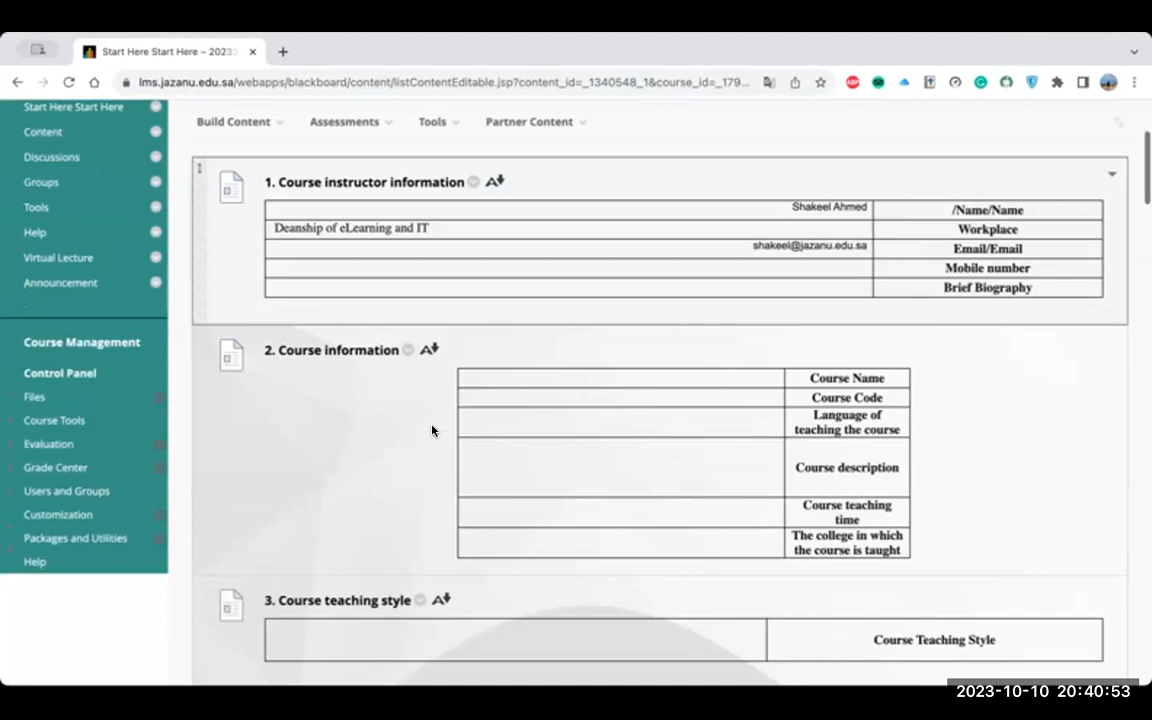 Start Here Start Here – 2023
lms.jazanu.edu.sa/webapps/blackboard/content/listContentEditable.jsp?content_id=_1340548_1&course_id=_179...
Start Here Start Here
Content
Discussions
Groups
Tools
Help
Virtual Lecture
Announcement
Course Management
Control Panel
Files
Course Tools
Evaluation
Grade Center
Users and Groups
Customization
Packages and Utilities
Help
Build Content
Assessments
Tools
Partner Content
1. Course instructor information
Shakeel Ahmed /Name/Name
Deanship of eLearning and IT Workplace
shakeel@jazanu.edu.sa Email/Email
Mobile number
Brief Biography
2. Course information
Course Name
Course Code
Language of
teaching the course
Course description
Course teaching
time
The college in which
the course is taught
3. Course teaching style
Course Teaching Style
2023-10-10 20:40:53